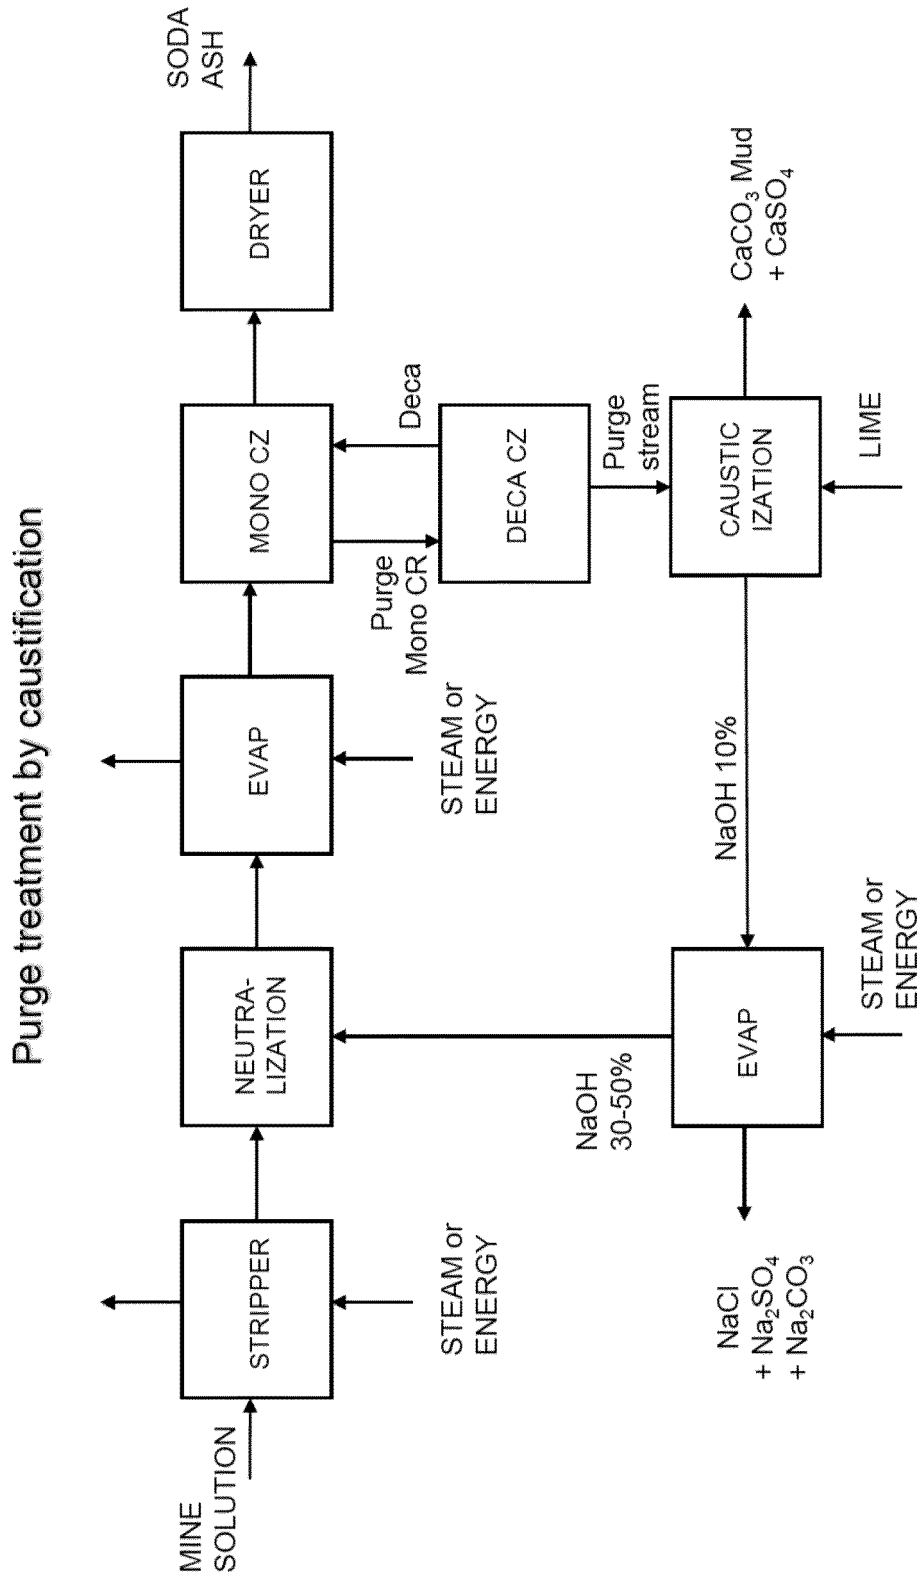 Purge treatment by caustification
MINE
SOLUTION
STRIPPER
STEAM or
ENERGY
NEUTRA-
LIZATION
EVAP
STEAM or
ENERGY
MONO CZ
DRYER
SODA
ASH
Purge
Mono CR
Deca
DECA CZ
Purge
stream
CAUSTIC
IZATION
LIME
CaCO₃ Mud
+ CaSO₄
NaOH 10%
EVAP
STEAM or
ENERGY
NaOH
30-50%
NaCl
+ Na₂SO₄
+ Na₂CO₃